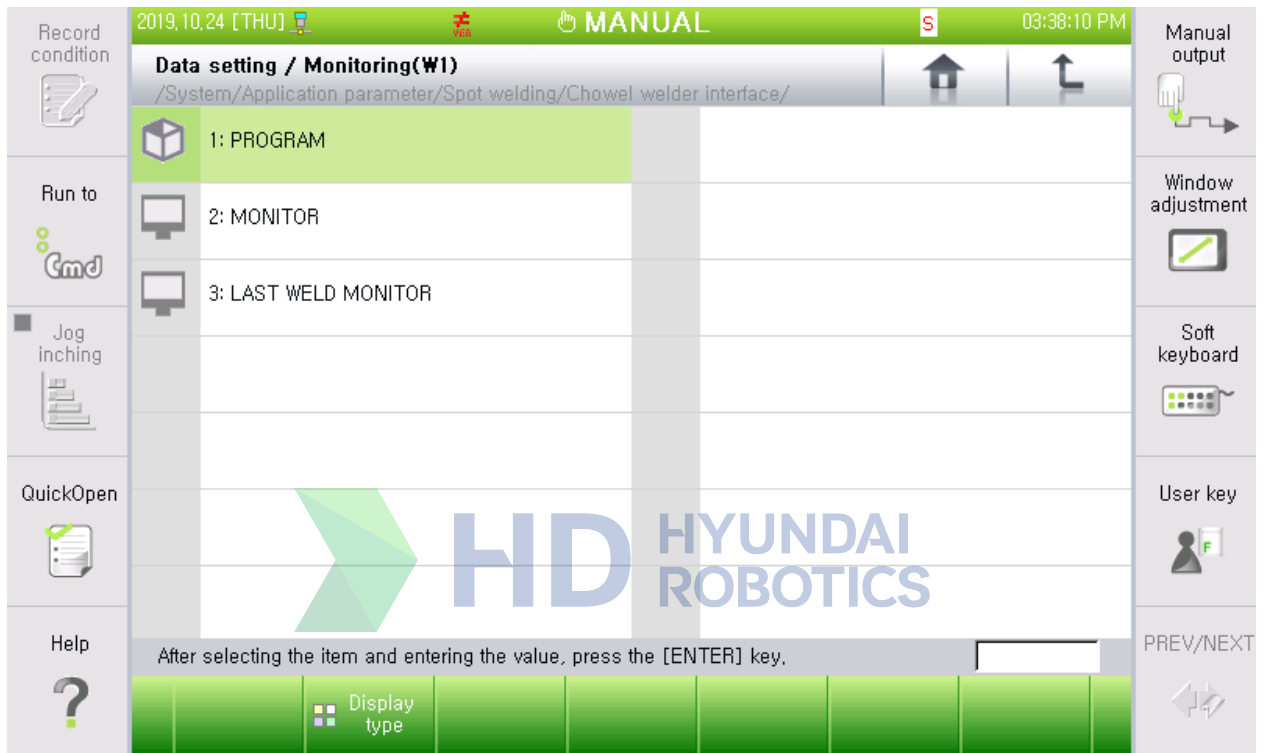 2019,10,24 [THU]
MANUAL
S
03:38:10 PM
Record
condition
Run to
Cmd
Jog
inching
QuickOpen
Help
Data setting / Monitoring(₩1)
/System/Application parameter/Spot welding/Chowel welder interface/
1: PROGRAM
2: MONITOR
3: LAST WELD MONITOR
HD HYUNDAI
ROBOTICS
After selecting the item and entering the value, press the [ENTER] key,
Display
type
Manual
output
Window
adjustment
Soft
keyboard
User key
F
PREV/NEXT